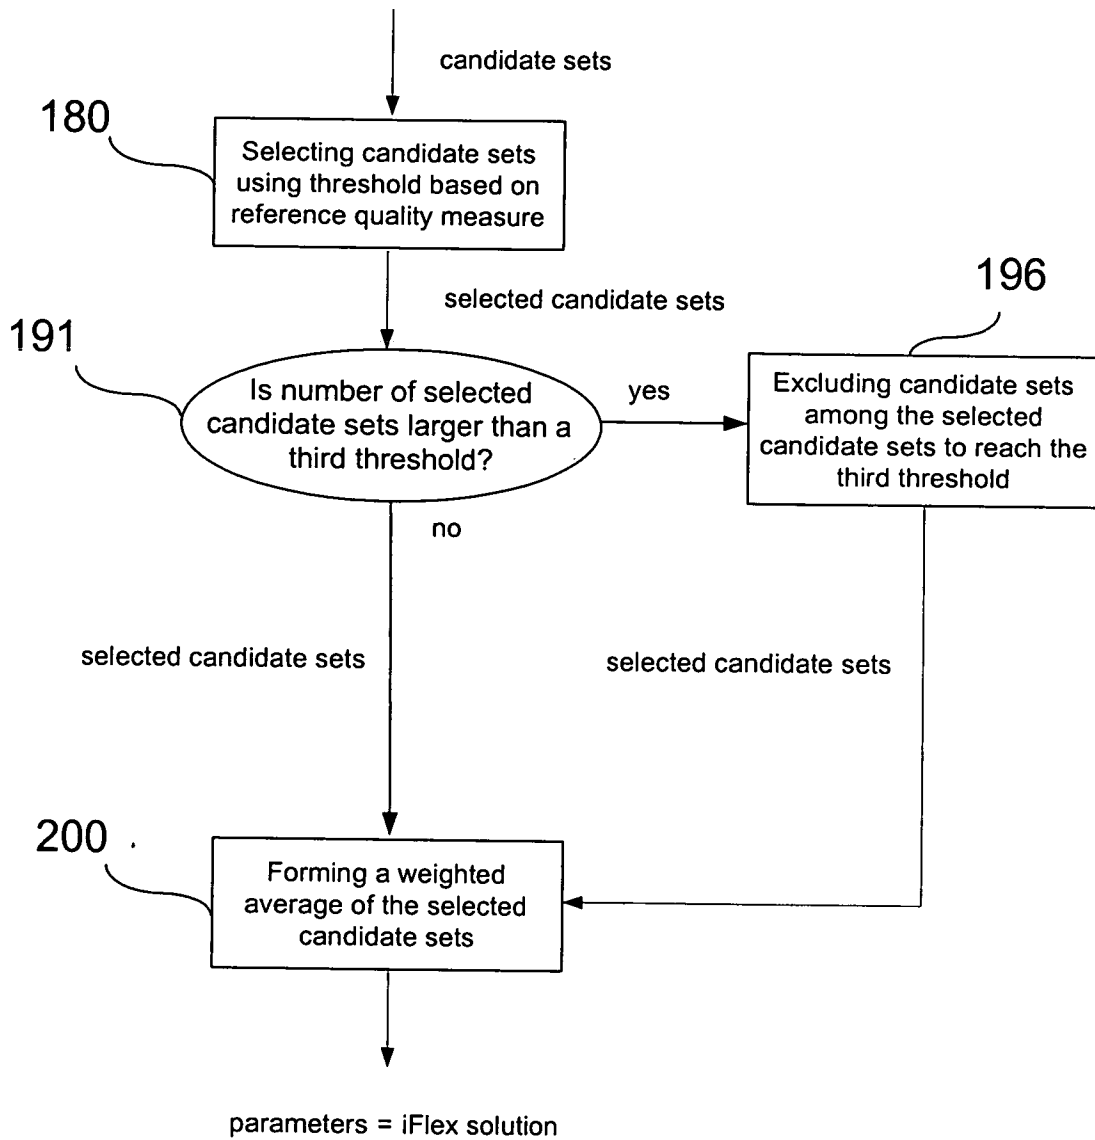 candidate sets
180
Selecting candidate sets
using threshold based on
reference quality measure
selected candidate sets
196
191
Is number of selected
candidate sets larger than a
third threshold?
yes
Excluding candidate sets
among the selected
candidate sets to reach the
third threshold
no
selected candidate sets
selected candidate sets
200
Forming a weighted
average of the selected
candidate sets
parameters = iFlex solution